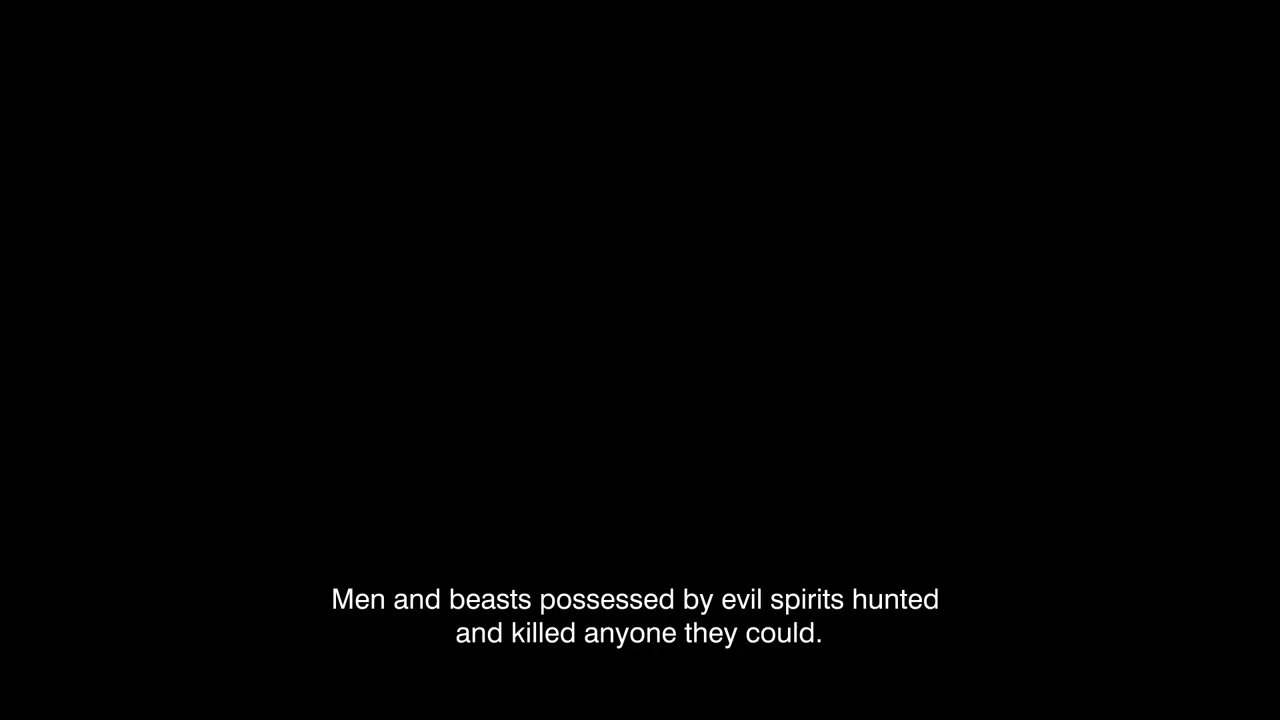 Men and beasts possessed by evil spirits hunted
and killed anyone they could.